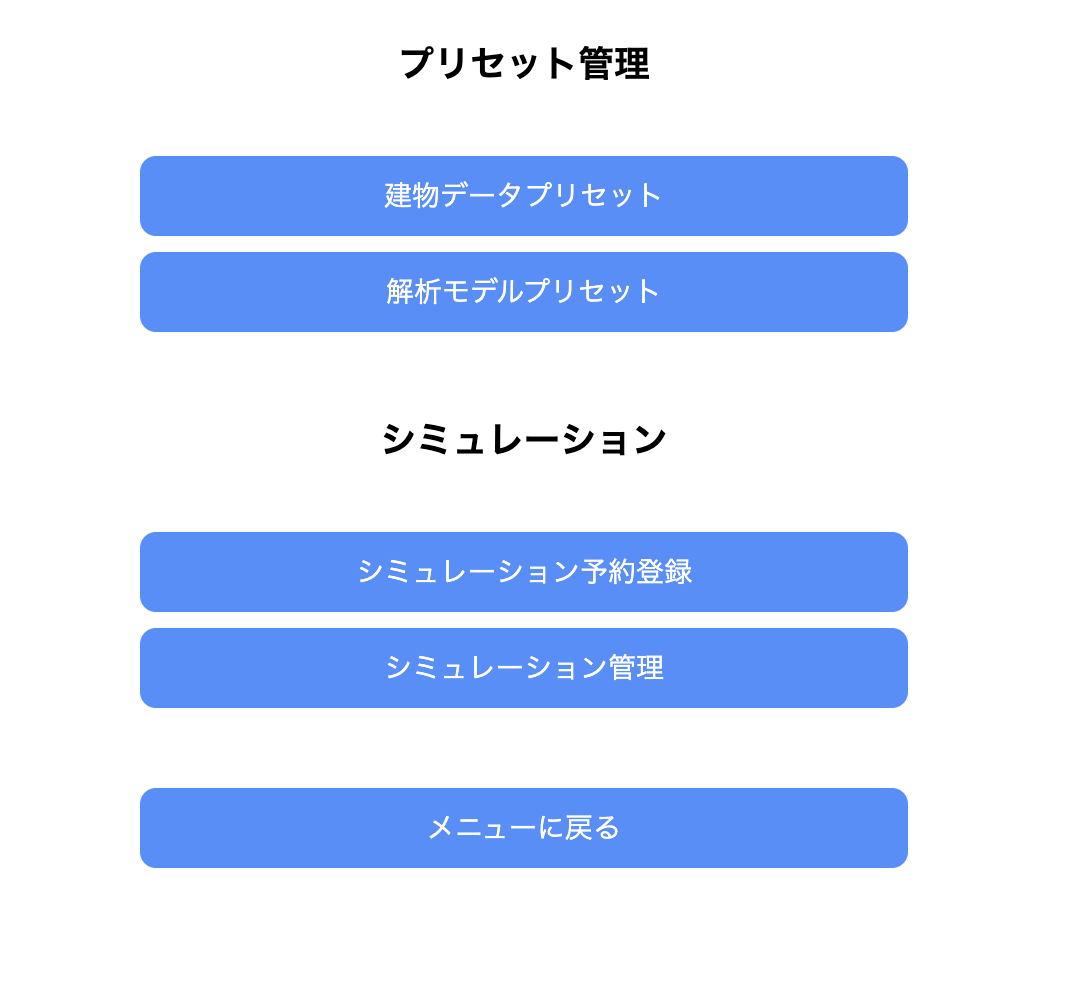 プリセット管理
建物データプリセット
解析モデルプリセット
シミュレーション
シミュレーション予約登録
シミュレーション管理
メニューに戻る